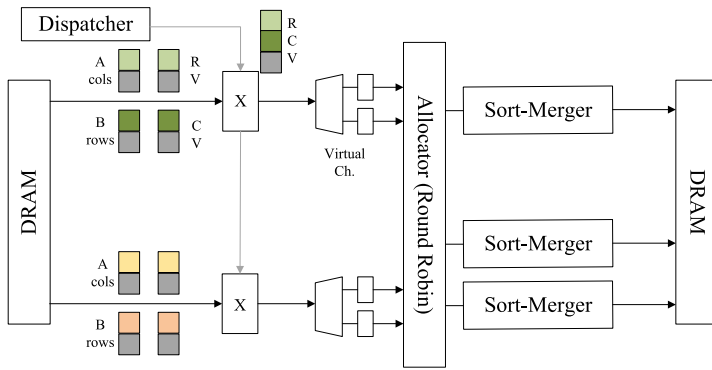 Dispatcher
R
C
V
A
cols
R
V
X
B
rows
C
V
Virtual
Ch.
DRAM
Allocator (Round Robin)
Sort-Merger
Sort-Merger
Sort-Merger
DRAM
A
cols
X
B
rows